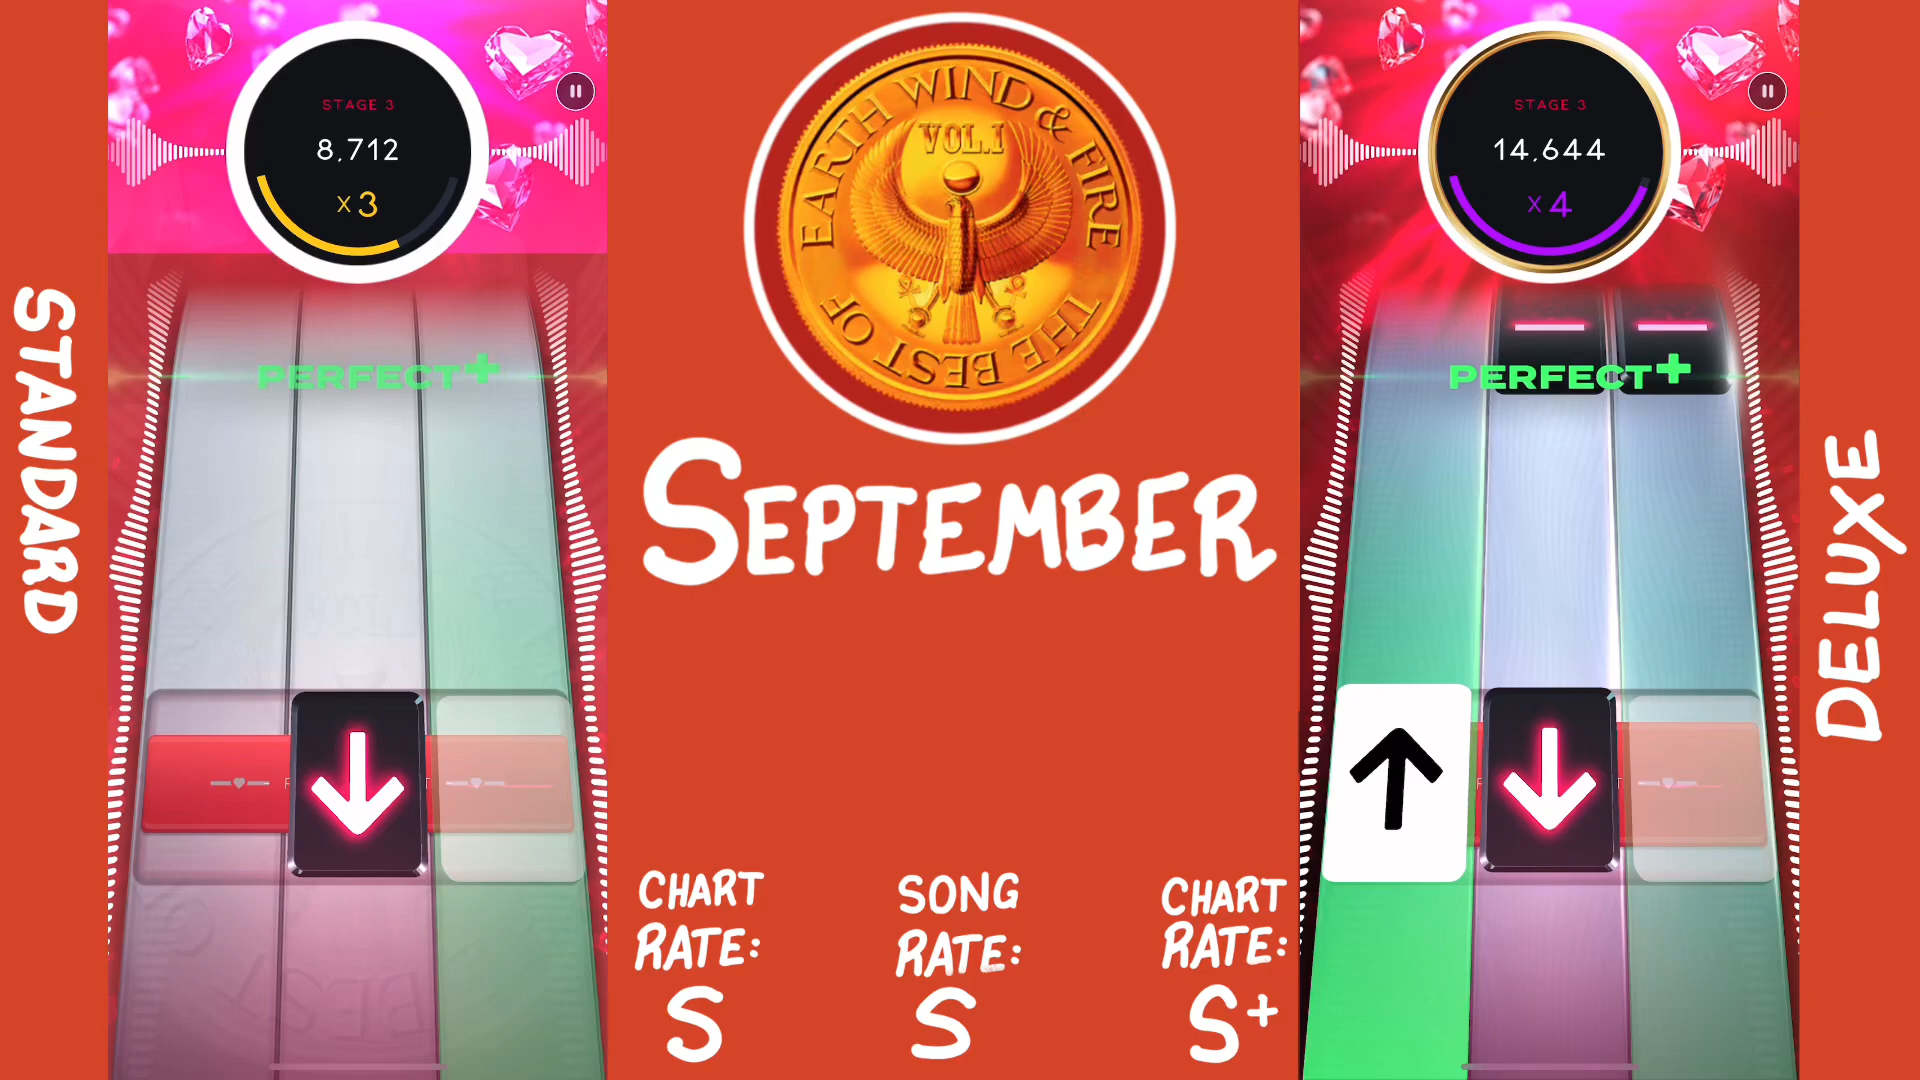 STANDARD
STAGE 3
8,712
x3
PERFECT+
EARTH WIND & FIRE
VOL.1
THE BEST OF
SEPTEMBER
CHART
RATE:
S
SONG
RATE:
S
CHART
RATE:
S+
STAGE 3
14,644
x4
PERFECT+
DELUXE